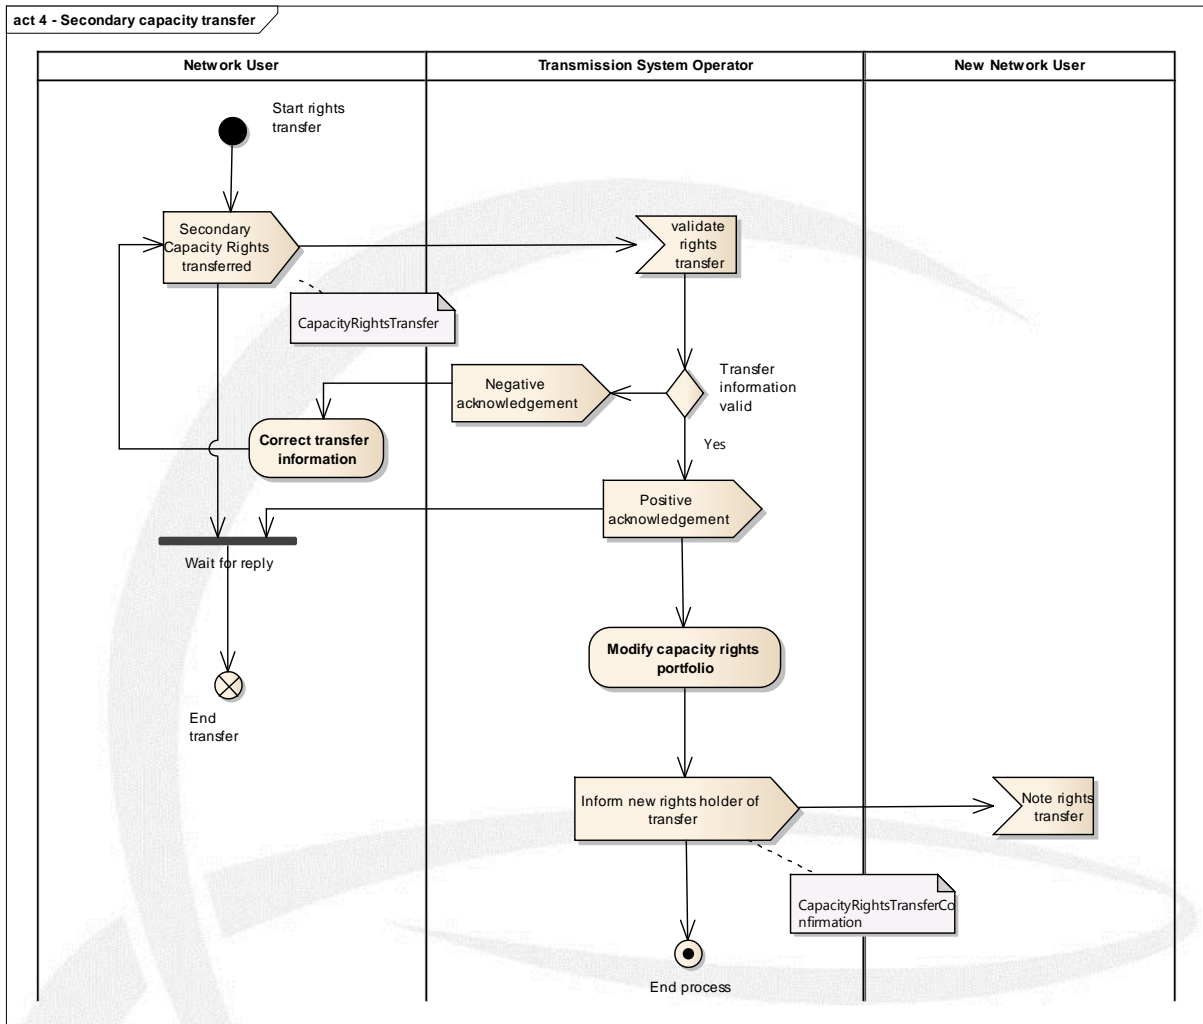 act 4 - Secondary capacity transfer
Network User
Transmission System Operator
New Network User
Start rights
transfer
Secondary
Capacity Rights
transferred
validate
rights
transfer
CapacityRightsTransfer
Transfer
information
valid
Negative
acknowledgement
Correct transfer
information
Yes
Positive
acknowledgement
Wait for reply
Modify capacity rights
portfolio
End
transfer
Inform new rights holder of
transfer
Note rights
transfer
CapacityRightsTransferCo
nfirmation
End process